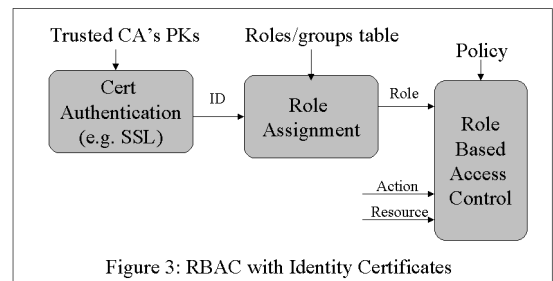 Trusted CA's PKs
Roles/groups table
Policy
Cert
Authentication
(e.g. SSL)
ID
Role
Assignment
Role
Role
Based
Access
Control
Action
Resource
Figure 3: RBAC with Identity Certificates